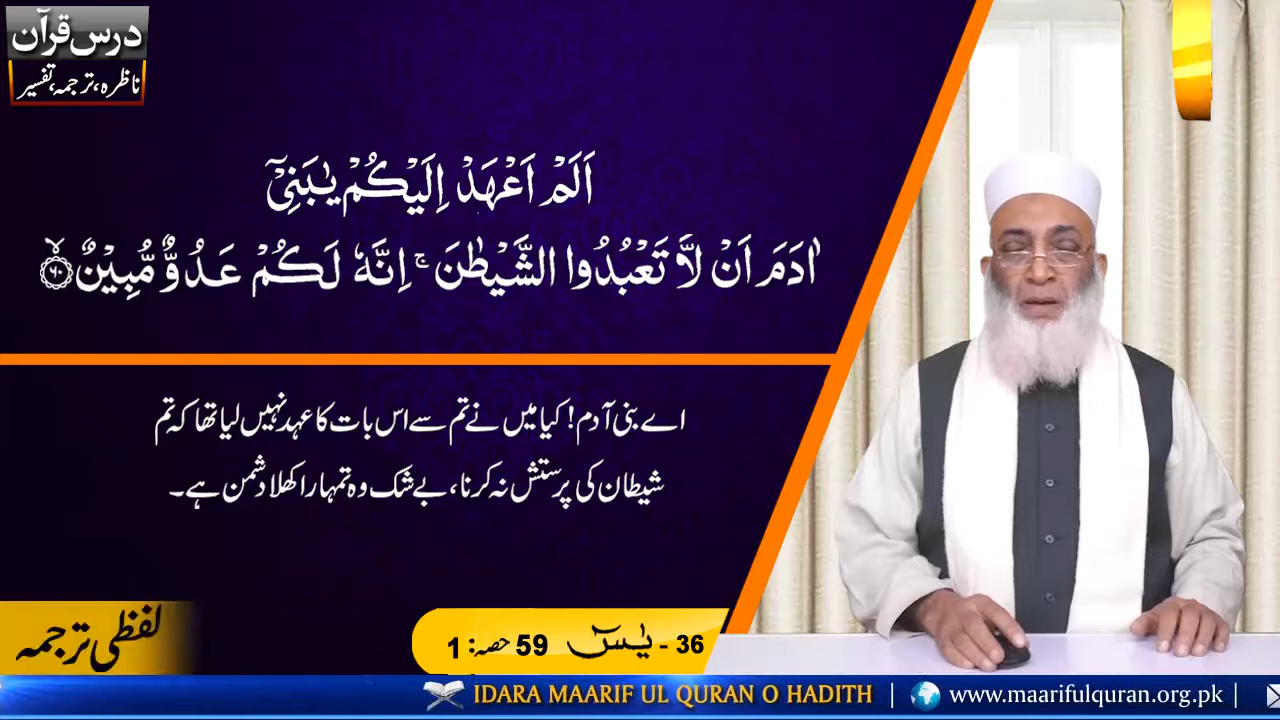 درس قرآن
ناظرہ، ترجمہ، تفسیر
اَلَمْ اَعْهَدْ اِلَيْكُمْ يٰبَنِيْۤ
اٰدَمَ اَنْ لَّا تَعْبُدُوا الشَّيْطٰنَ ۚ اِنَّهٗ لَكُمْ عَدُوٌّ مُّبِيْنٌۙ ﴿۶۰﴾
اے بنی آدم! کیا میں نے تم سے اس بات کا عہد نہیں لیا تھا کہ تم
شیطان کی پرستش نہ کرنا، بے شک وہ تمہارا کھلا دشمن ہے۔
لفظی ترجمہ
36 - یٰسٓ 59 حصہ: 1
IDARA MAARIF UL QURAN O HADITH | www.maarifulquran.org.pk |